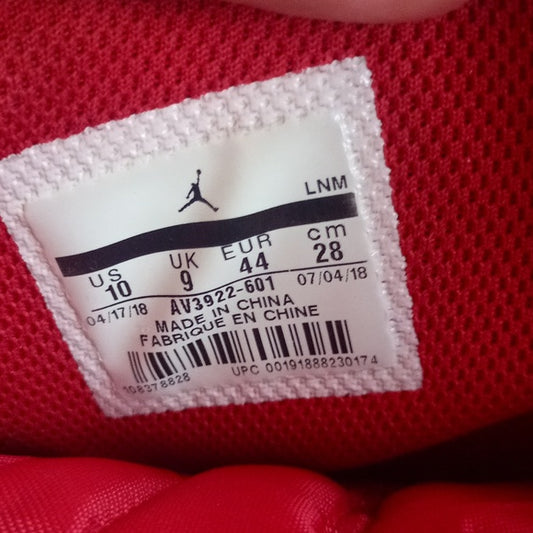 LNM
US UK EUR cm
10 9 44 28
04/17/18 AV3922-601 07/04/18
MADE IN CHINA
FABRIQUE EN CHINE
108378828 UPC 00191888230174